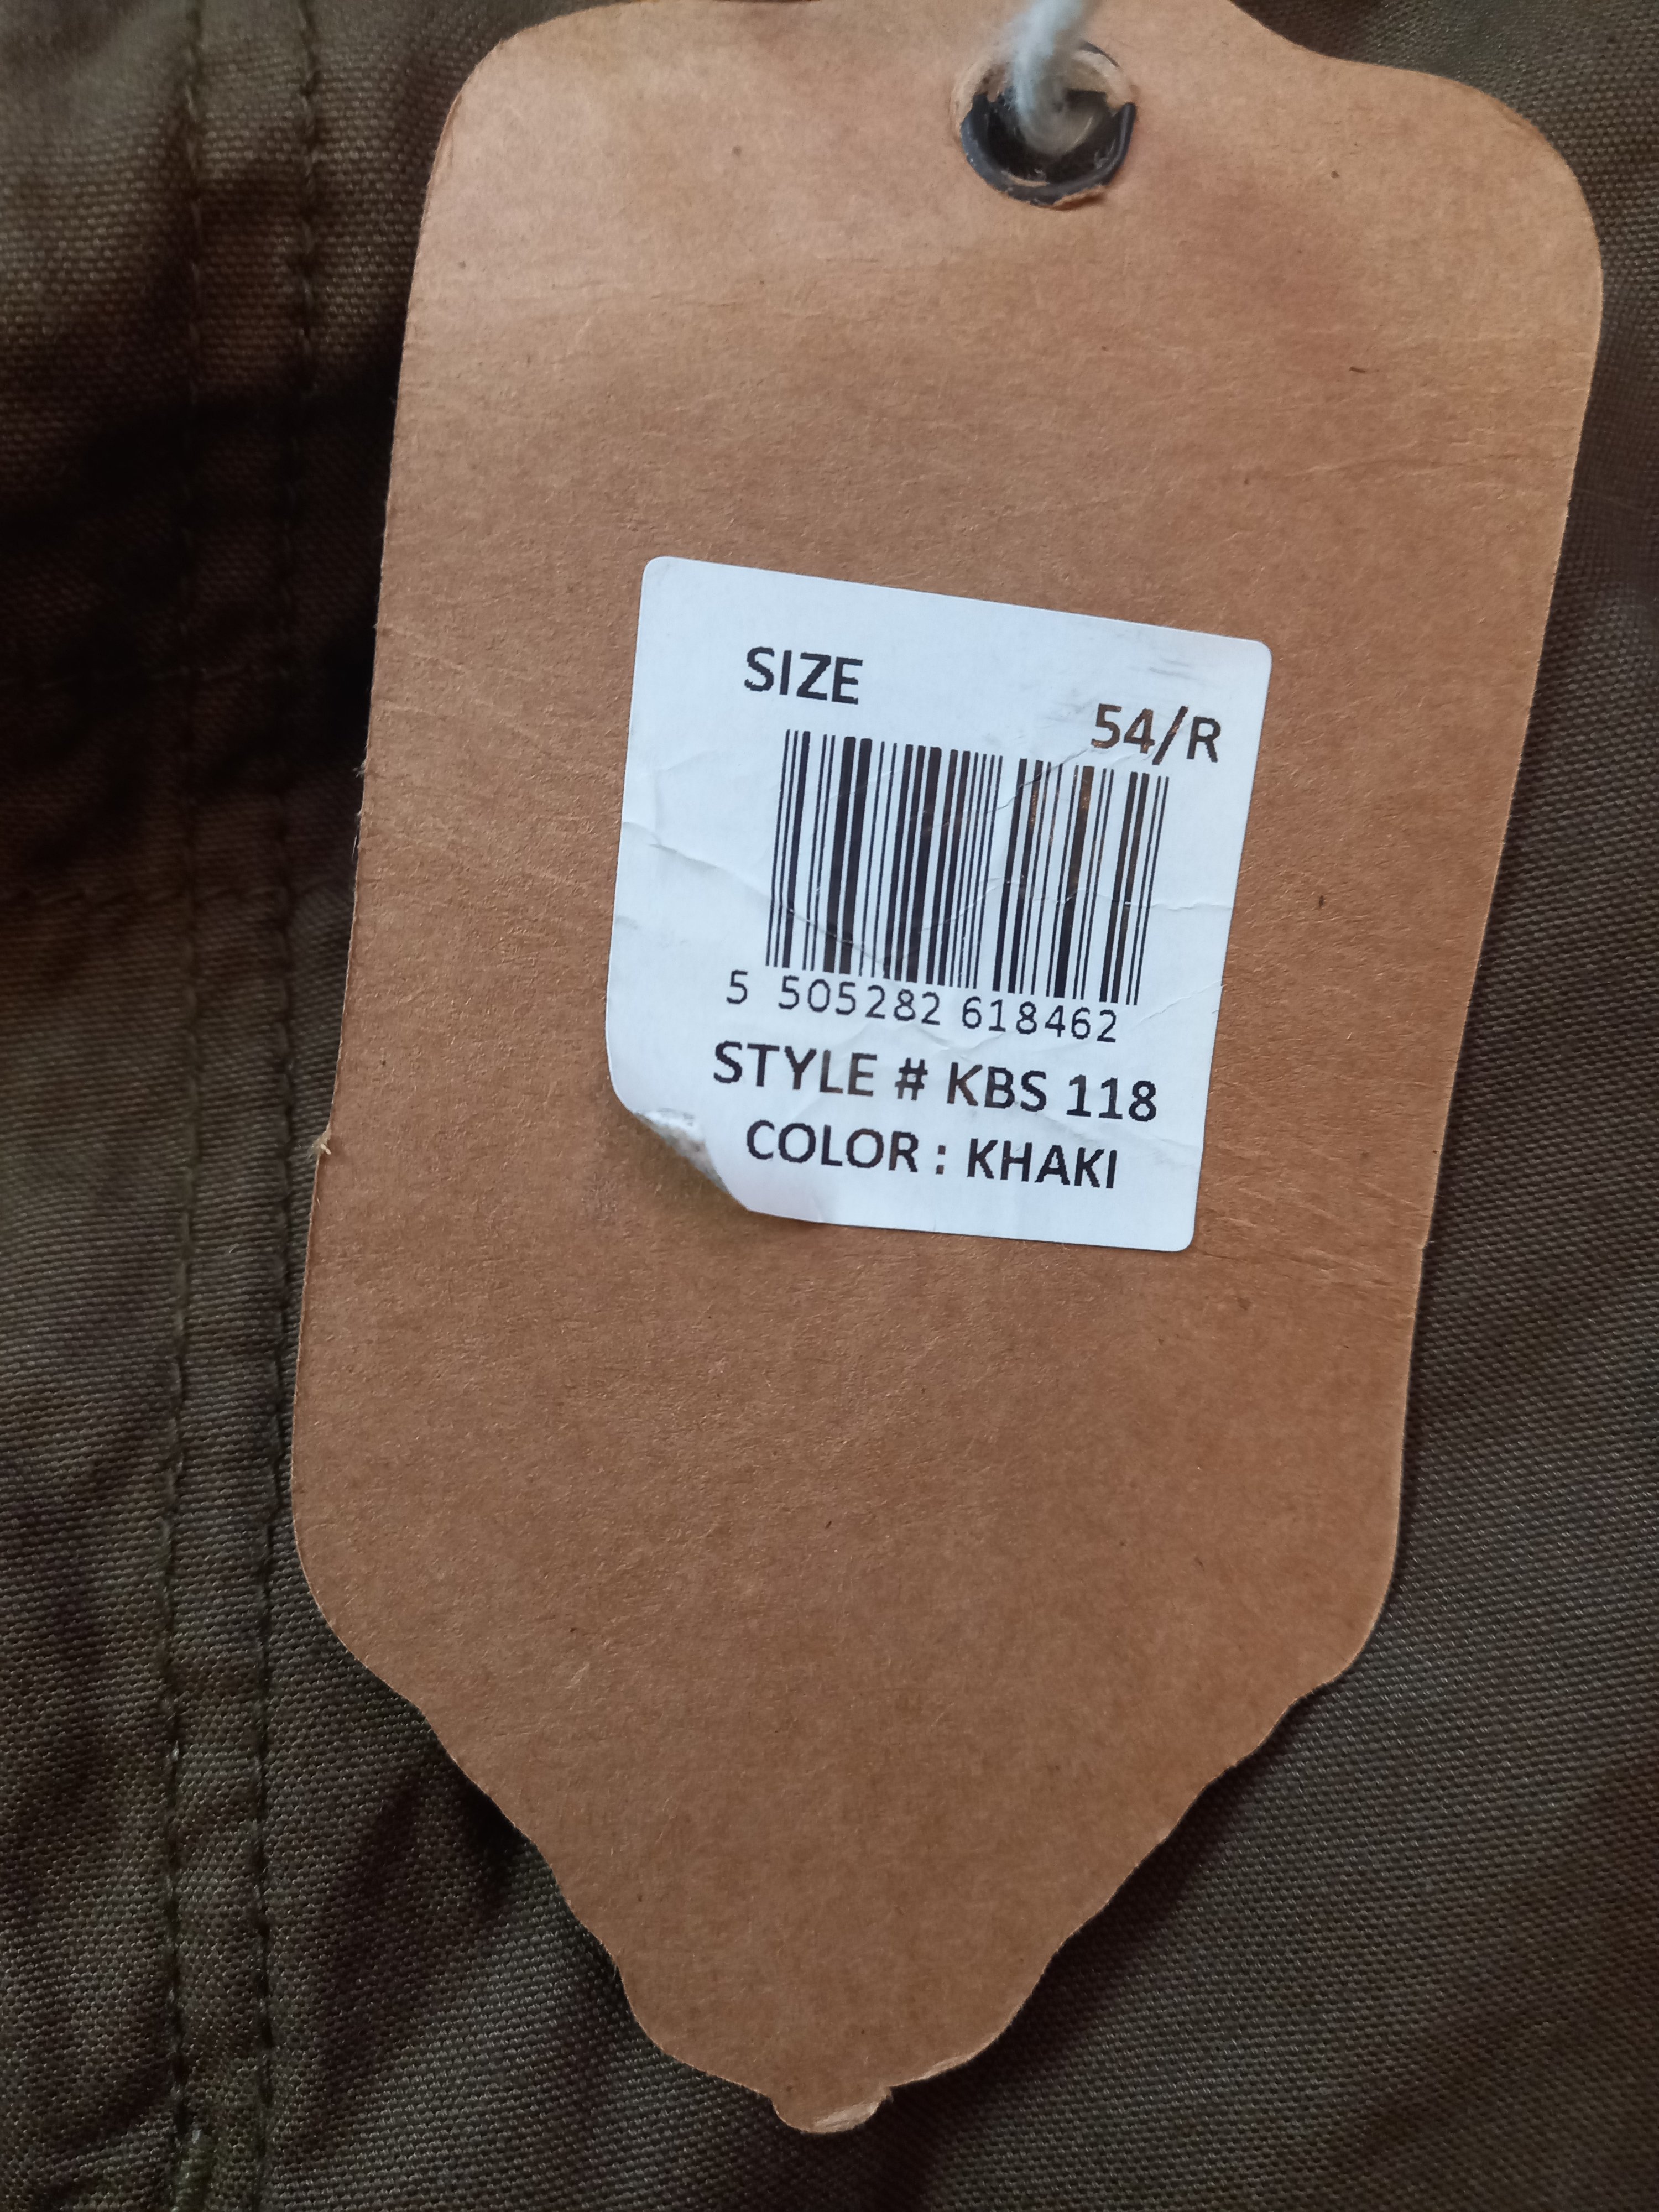 SIZE
54/R
5 505282 618462
STYLE # KBS 118
COLOR : KHAKI